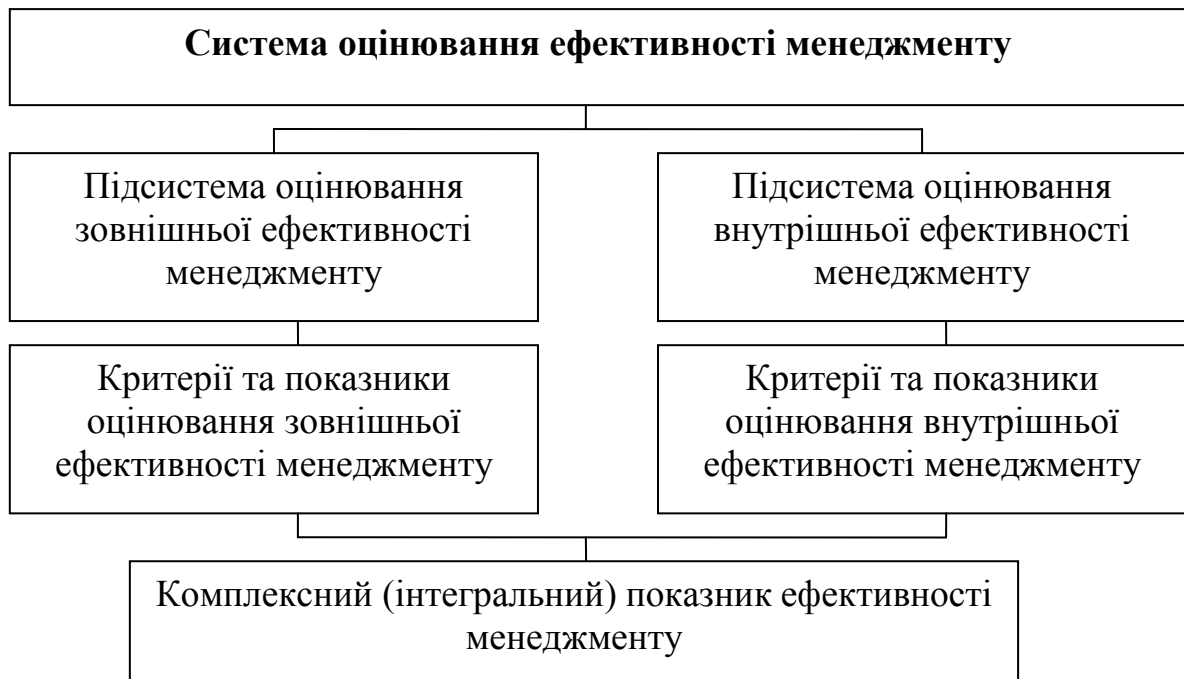 Система оцінювання ефективності менеджменту
Підсистема оцінювання
зовнішньої ефективності
менеджменту
Підсистема оцінювання
внутрішньої ефективності
менеджменту
Критерії та показники
оцінювання зовнішньої
ефективності менеджменту
Критерії та показники
оцінювання внутрішньої
ефективності менеджменту
Комплексний (інтегральний) показник ефективності
менеджменту